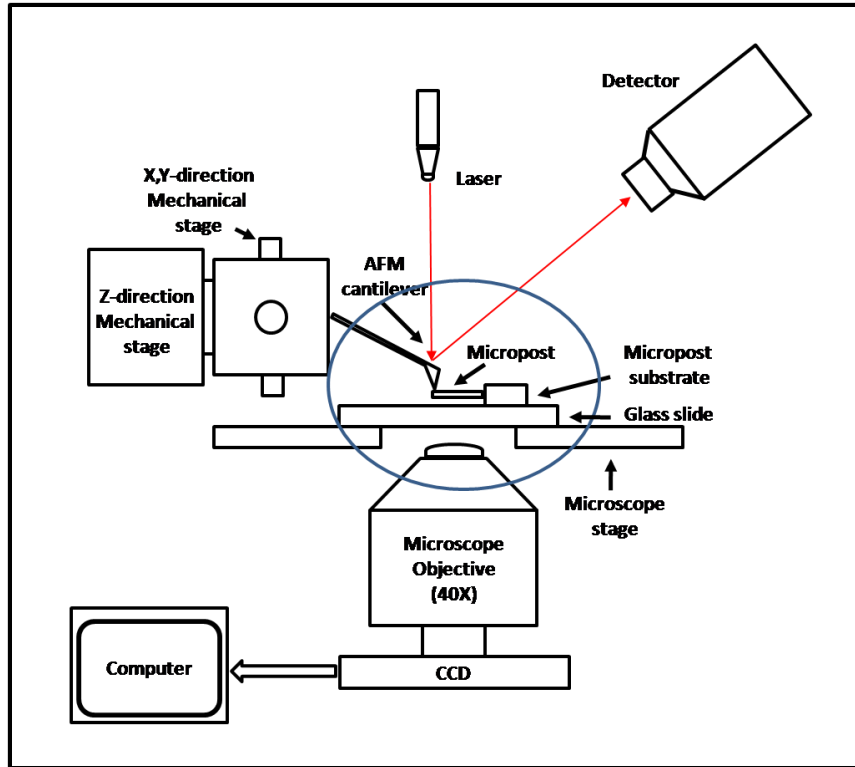 Detector
Laser
X,Y-direction
Mechanical
stage
AFM
cantilever
Z-direction
Mechanical
stage
Micropost
Micropost
substrate
Glass slide
Microscope
stage
Microscope
Objective
(40X)
Computer
CCD